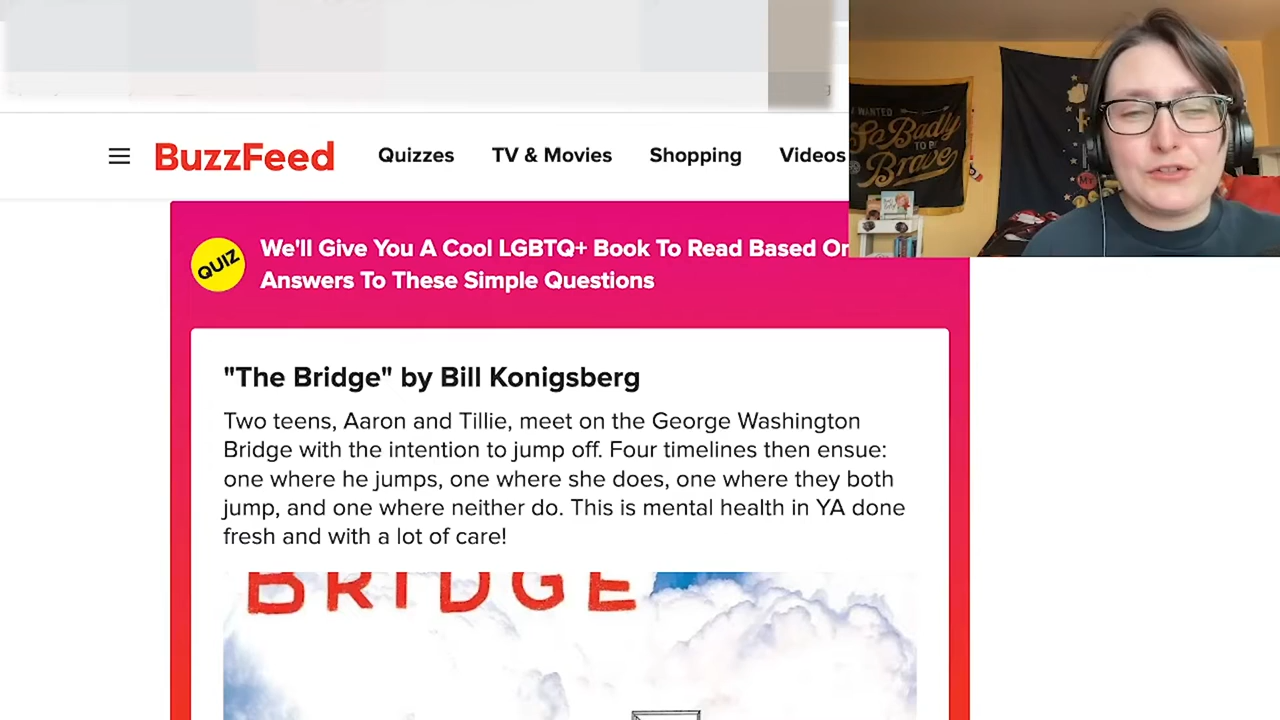 BuzzFeed
Quizzes
TV & Movies
Shopping
Videos
QUIZ
We'll Give You A Cool LGBTQ+ Book To Read Based On
Answers To These Simple Questions
"The Bridge" by Bill Konigsberg
Two teens, Aaron and Tillie, meet on the George Washington
Bridge with the intention to jump off. Four timelines then ensue:
one where he jumps, one where she does, one where they both
jump, and one where neither do. This is mental health in YA done
fresh and with a lot of care!
BRIDGE
I WANTED
So Badly
TO BE
Brave